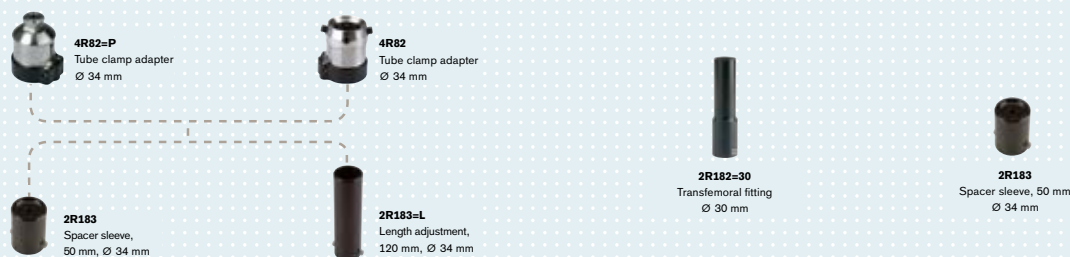 4R82=P
Tube clamp adapter
Ø 34 mm
4R82
Tube clamp adapter
Ø 34 mm
2R183
Spacer sleeve,
50 mm, Ø 34 mm
2R183=L
Length adjustment,
120 mm, Ø 34 mm
2R182=30
Transfemoral fitting
Ø 30 mm
2R183
Spacer sleeve, 50 mm
Ø 34 mm